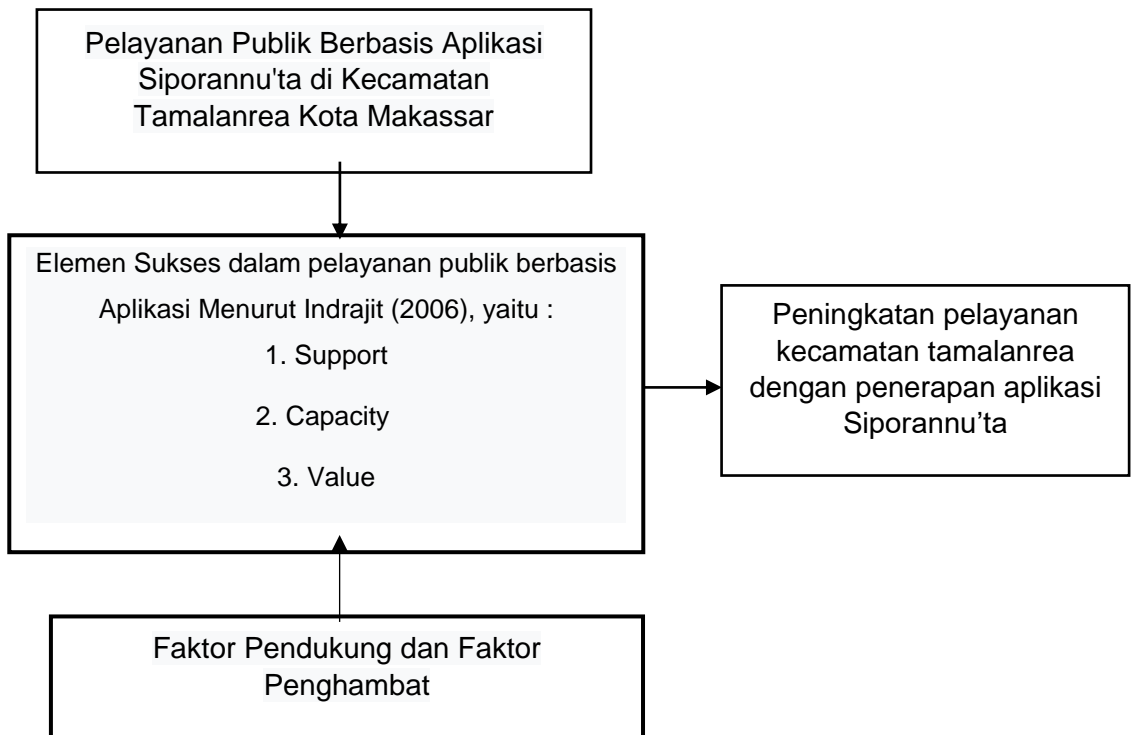 Pelayanan Publik Berbasis Aplikasi
Siporannu'ta di Kecamatan
Tamalanrea Kota Makassar
Elemen Sukses dalam pelayanan publik berbasis
Aplikasi Menurut Indrajit (2006), yaitu :
1. Support
2. Capacity
3. Value
Peningkatan pelayanan
kecamatan tamalanrea
dengan penerapan aplikasi
Siporannu’ta
Faktor Pendukung dan Faktor
Penghambat